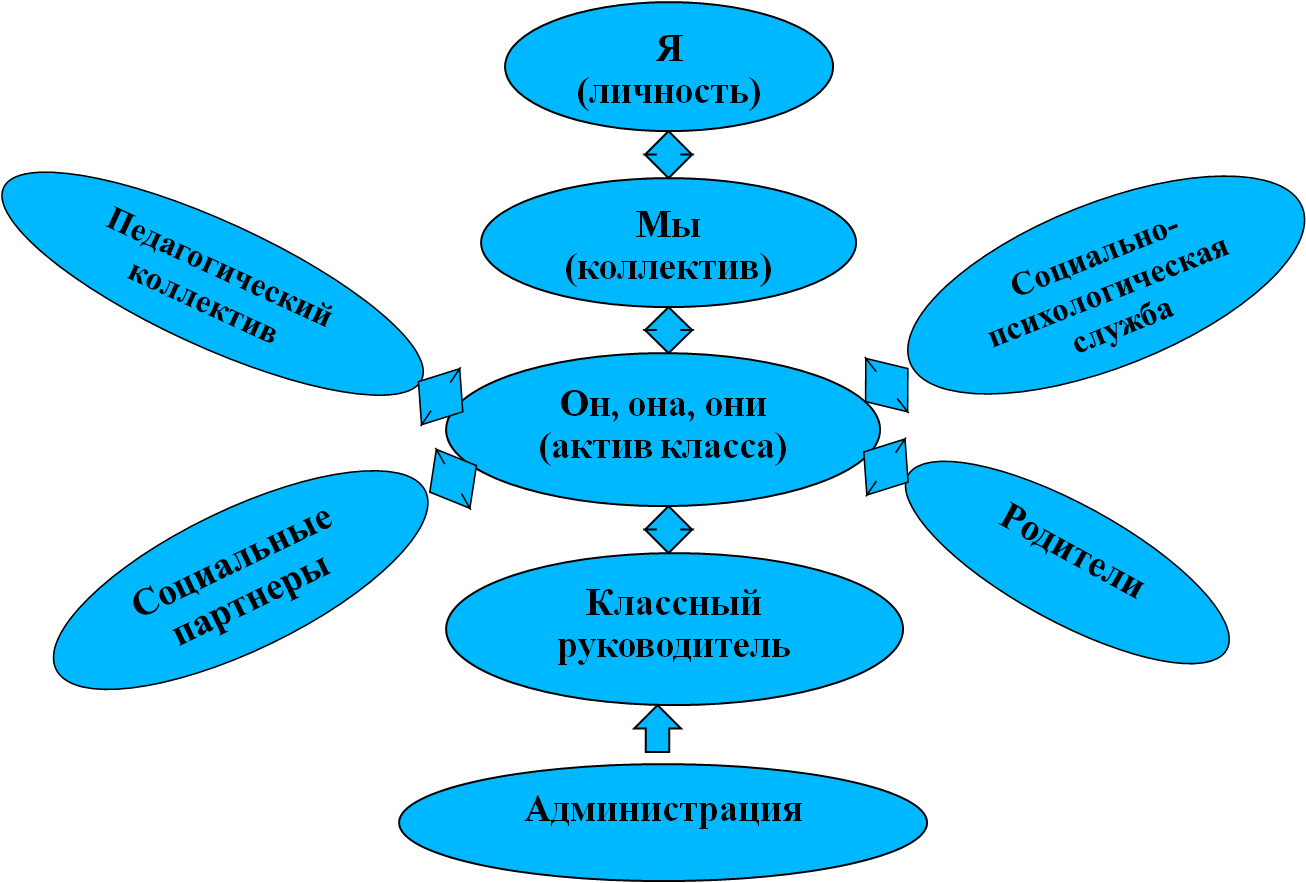 Я
(личность)
Мы
(коллектив)
Педагогический
коллектив
Социально-
психологическая
служба
Он, она, они
(актив класса)
Социальные
партнеры
Родители
Классный
руководитель
Администрация